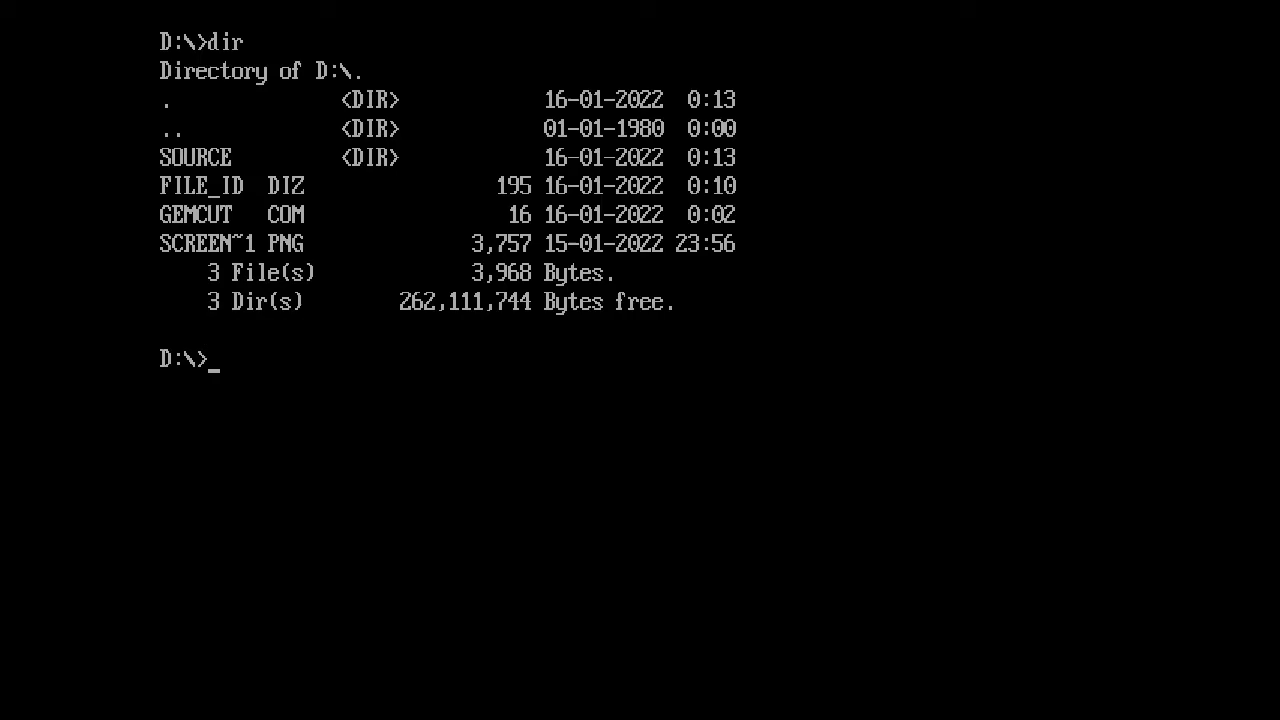 D:\>dir
Directory of D:\.
.              <DIR>            16-01-2022  0:13
..             <DIR>            01-01-1980  0:00
SOURCE         <DIR>            16-01-2022  0:13
FILE_ID  DIZ                195 16-01-2022  0:10
GEMCUT   COM                 16 16-01-2022  0:02
SCREEN~1 PNG              3,757 15-01-2022 23:56
    3 File(s)             3,968 Bytes.
    3 Dir(s)        262,111,744 Bytes free.
D:\>_